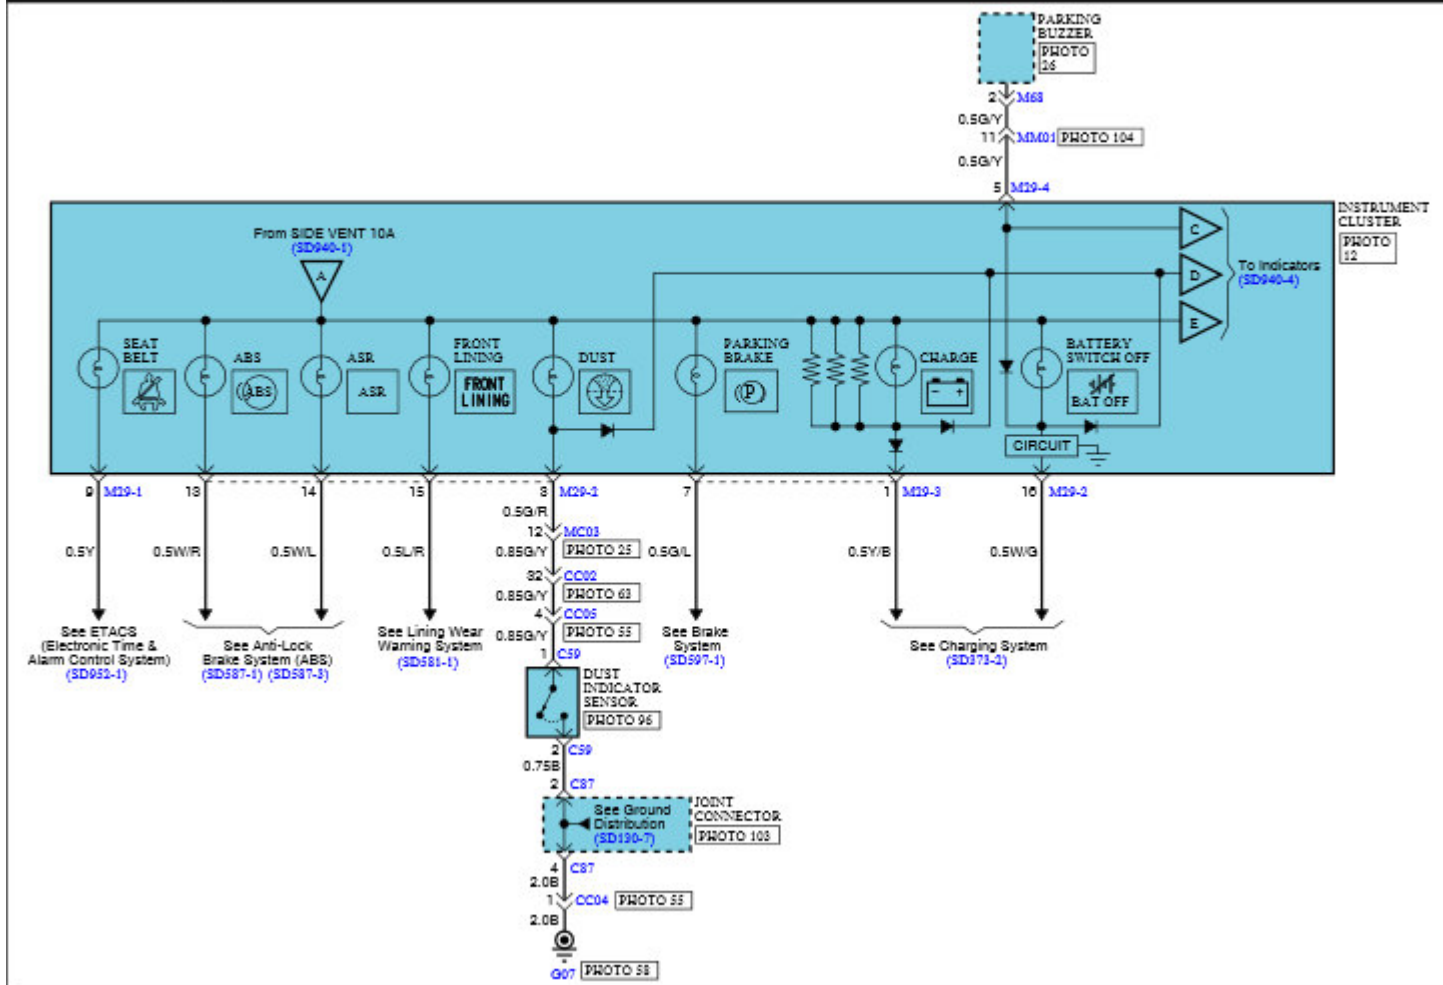 PARKING
BUZZER
PHOTO
26
2 M68
0.5G/Y
11 MM01 PHOTO 104
0.5G/Y
5 M29-4
INSTRUMENT
CLUSTER
PHOTO
12
From SIDE VENT 10A
(SD940-1)
A
C
D
E
To Indicators
(SD940-4)
SEAT
BELT
ABS
ABS
ASR
ASR
FRONT
LINING
FRONT
LINING
DUST
PARKING
BRAKE
(P)
CHARGE
- +
BATTERY
SWITCH OFF
BAT OFF
CIRCUIT
9 M29-1
13
14
15
8 M29-2
7
1 M29-3
16 M29-2
0.5Y
0.5W/R
0.5W/L
0.5L/R
0.5G/R
12 MC03
0.85G/Y PHOTO 25
32 CC02
0.85G/Y PHOTO 63
4 CC05
0.85G/Y PHOTO 55
0.5G/L
0.5Y/B
0.5W/G
See ETACS
(Electronic Time &
Alarm Control System)
(SD952-1)
See Anti-Lock
Brake System (ABS)
(SD587-1) (SD587-3)
See Lining Wear
Warning System
(SD581-1)
See Brake
System
(SD597-1)
See Charging System
(SD373-2)
1 C59
DUST
INDICATOR
SENSOR
PHOTO 96
2 C59
0.75B
2 C87
See Ground
Distribution
(SD130-7)
JOINT
CONNECTOR
PHOTO 103
4 C87
2.0B
1 CC04 PHOTO 55
2.0B
G07 PHOTO 58